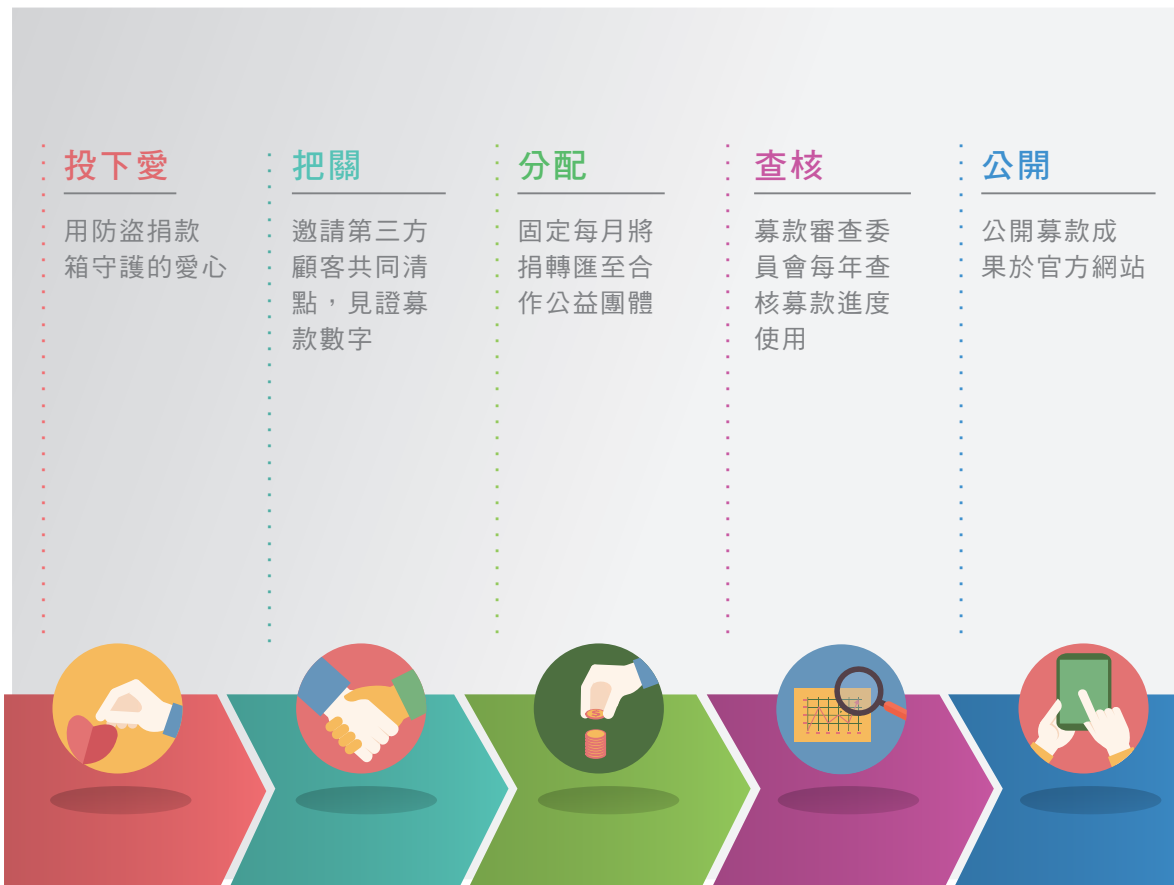 投下愛
用防盜捐款
箱守護的愛心
把關
邀請第三方
顧客共同清
點，見證募
款數字
分配
固定每月將
捐轉匯至合
作公益團體
查核
募款審查委
員會每年查
核募款進度
使用
公開
公開募款成
果於官方網站